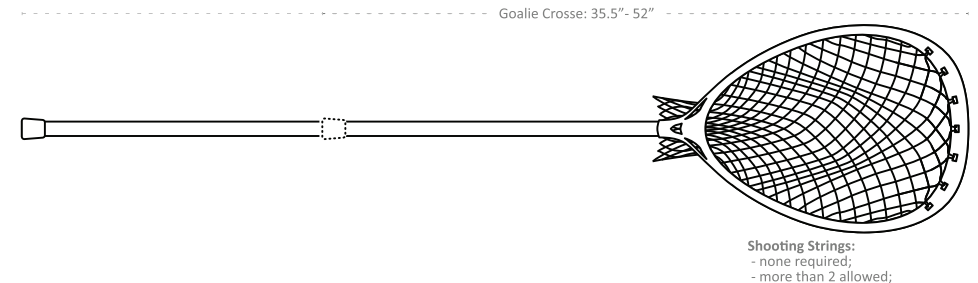 Goalie Crosse: 35.5″- 52″
Shooting Strings:
- none required;
- more than 2 allowed;